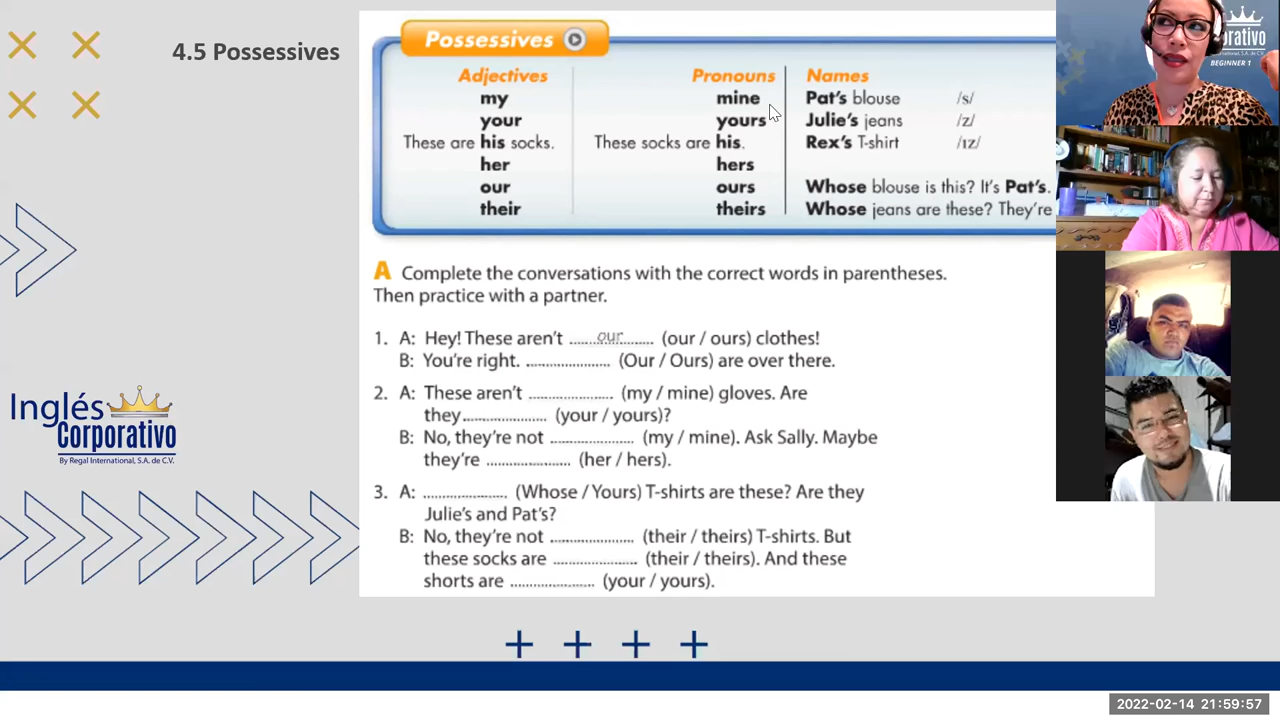 4.5 Possessives
Possessives
Adjectives Pronouns Names
my mine Pat's blouse /s/
your yours Julie's jeans /z/
These are his socks. These socks are his. Rex's T-shirt /ɪz/
her hers
our ours Whose blouse is this? It's Pat's.
their theirs Whose jeans are these? They're
A Complete the conversations with the correct words in parentheses.
Then practice with a partner.
1. A: Hey! These aren't ....our.... (our / ours) clothes!
B: You're right. .................... (Our / Ours) are over there.
2. A: These aren't .................... (my / mine) gloves. Are
they .................... (your / yours)?
B: No, they're not .................... (my / mine). Ask Sally. Maybe
they're .................... (her / hers).
3. A: .................... (Whose / Yours) T-shirts are these? Are they
Julie's and Pat's?
B: No, they're not .................... (their / theirs) T-shirts. But
these socks are .................... (their / theirs). And these
shorts are .................... (your / yours).
Inglés
Corporativo
By Regal International, S.A. de C.V.
orativo
BEGINNER 1
2022-02-14 21:59:57